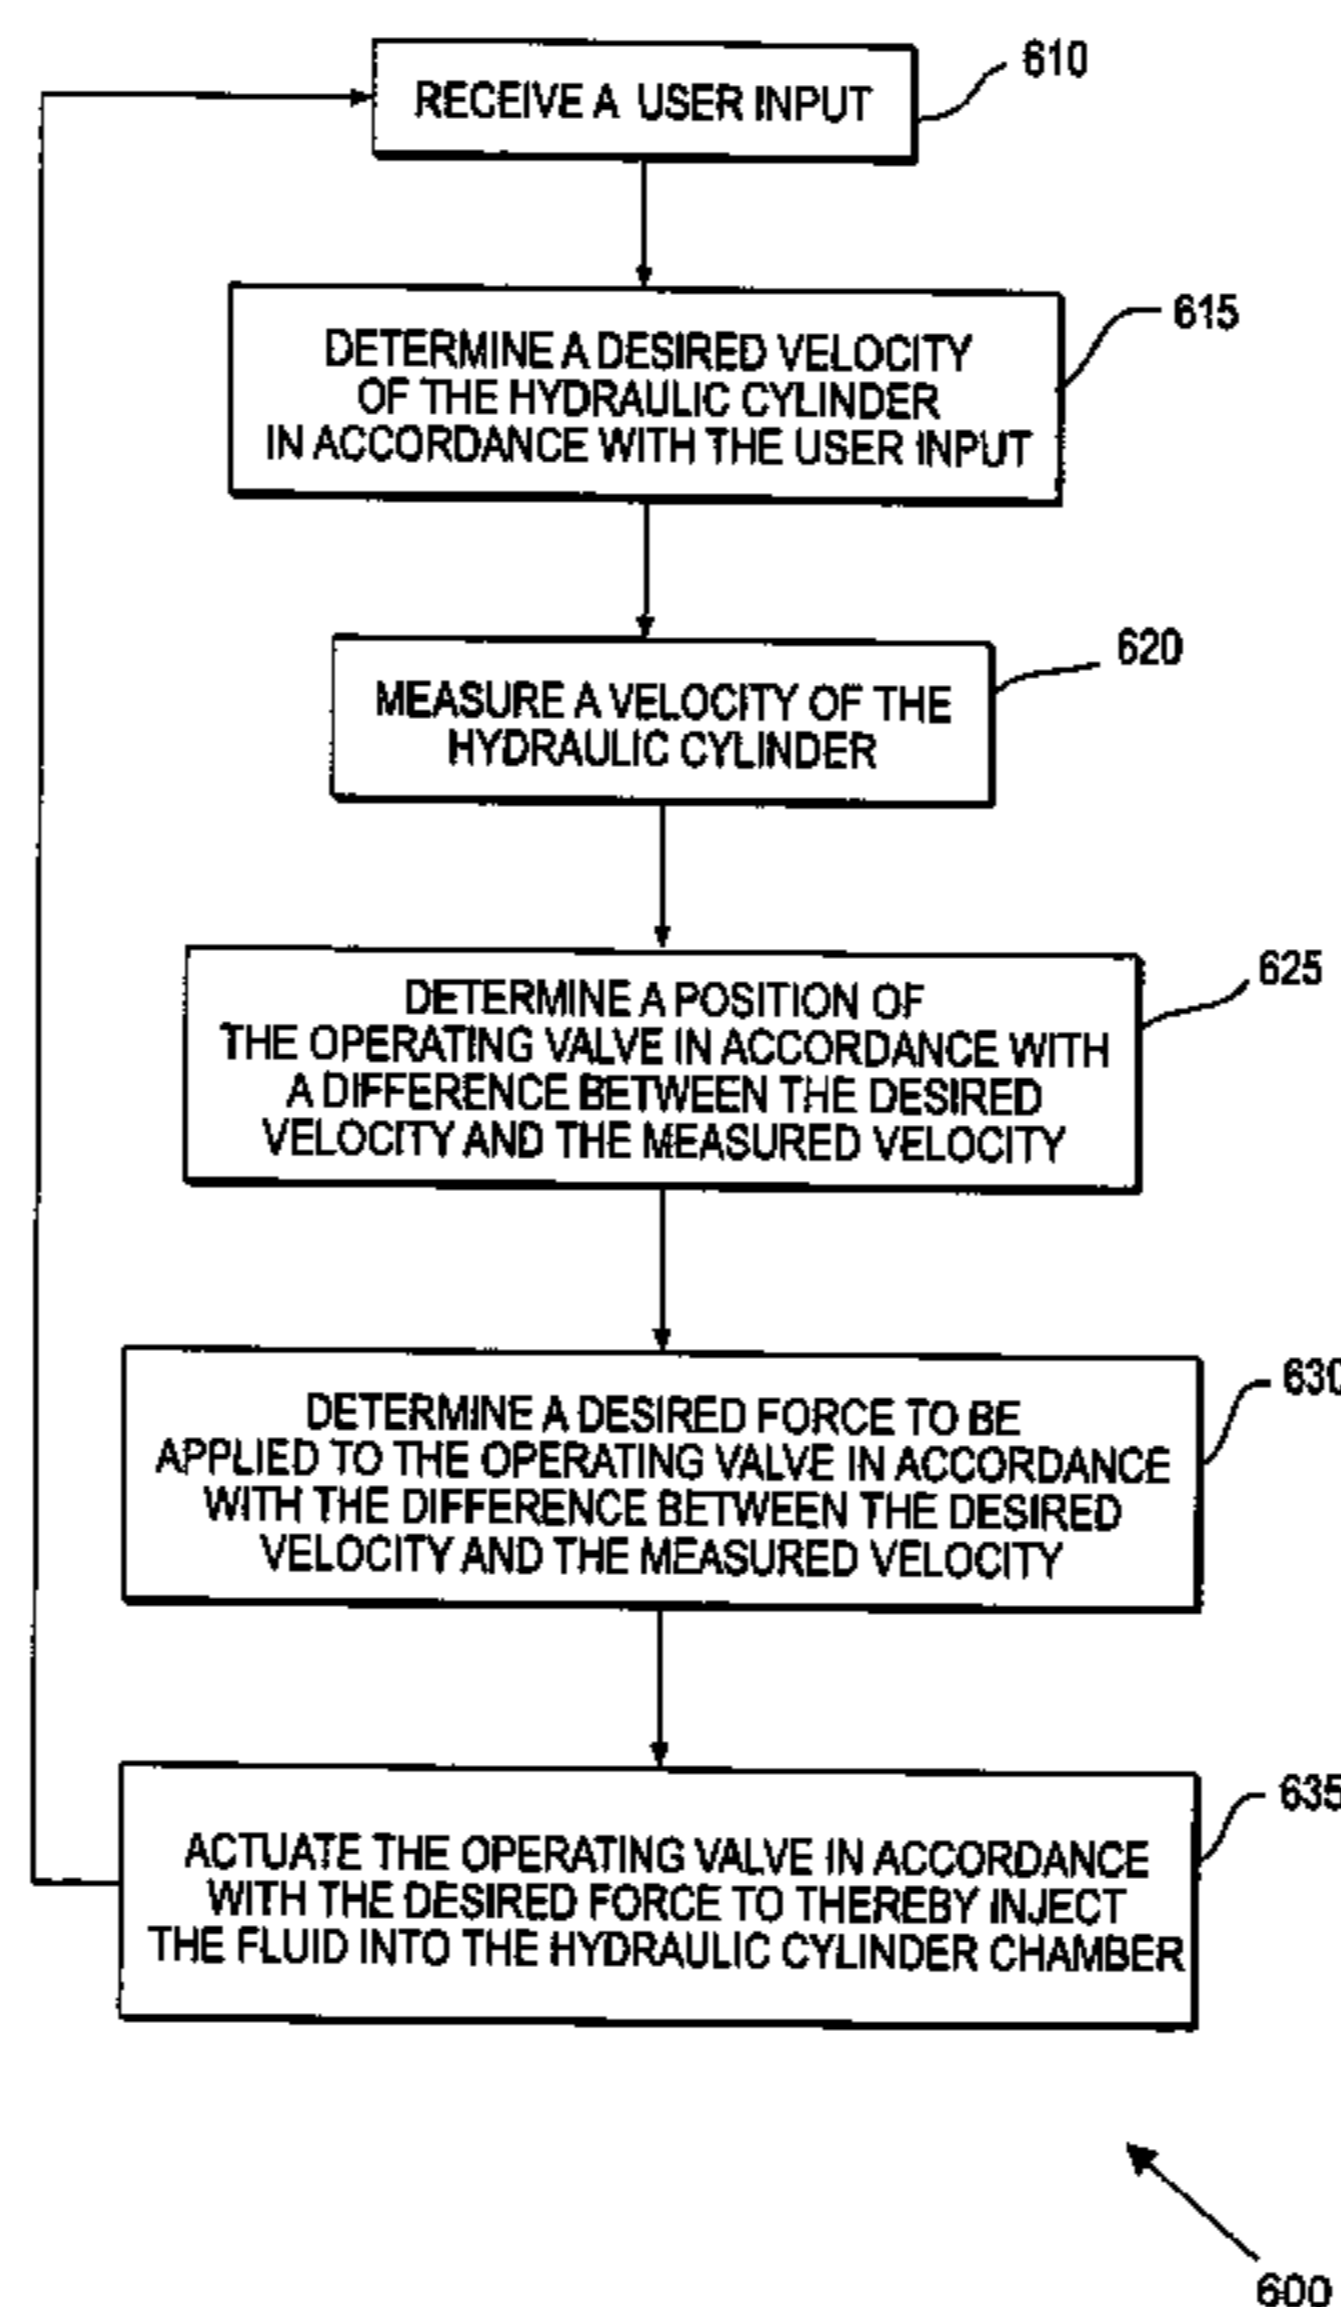 RECEIVE A USER INPUT
610
DETERMINE A DESIRED VELOCITY
OF THE HYDRAULIC CYLINDER
IN ACCORDANCE WITH THE USER INPUT
615
MEASURE A VELOCITY OF THE
HYDRAULIC CYLINDER
620
DETERMINE A POSITION OF
THE OPERATING VALVE IN ACCORDANCE WITH
A DIFFERENCE BETWEEN THE DESIRED
VELOCITY AND THE MEASURED VELOCITY
625
DETERMINE A DESIRED FORCE TO BE
APPLIED TO THE OPERATING VALVE IN ACCORDANCE
WITH THE DIFFERENCE BETWEEN THE DESIRED
VELOCITY AND THE MEASURED VELOCITY
630
ACTUATE THE OPERATING VALVE IN ACCORDANCE
WITH THE DESIRED FORCE TO THEREBY INJECT
THE FLUID INTO THE HYDRAULIC CYLINDER CHAMBER
635
600